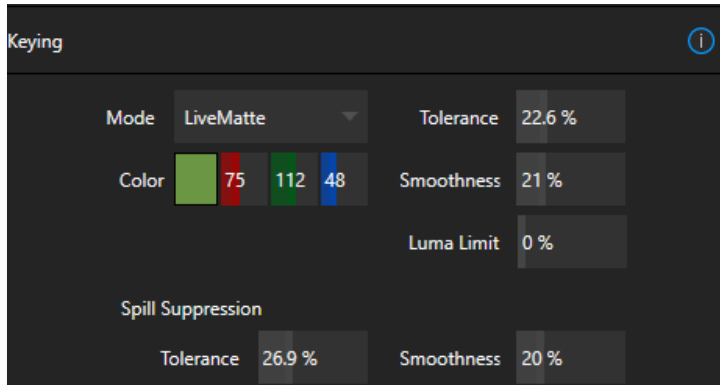 Keying
Mode LiveMatte Tolerance 22.6 %
Color 75 112 48 Smoothness 21 %
Luma Limit 0 %
Spill Suppression
Tolerance 26.9 % Smoothness 20 %